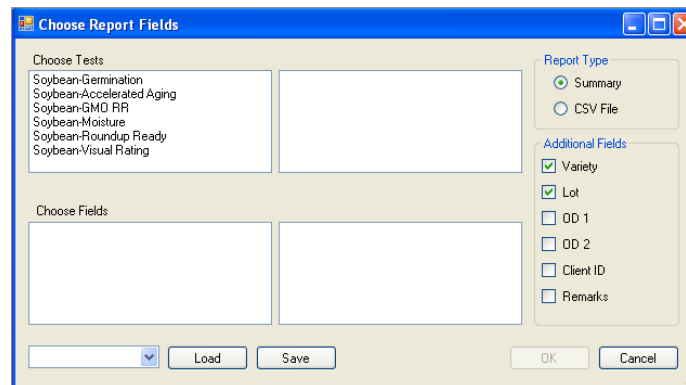 Choose Report Fields
Choose Tests
Soybean-Germination
Soybean-Accelerated Aging
Soybean-GMO RR
Soybean-Moisture
Soybean-Roundup Ready
Soybean-Visual Rating
Report Type
Summary
CSV File
Additional Fields
Variety
Lot
OD 1
OD 2
Client ID
Remarks
Choose Fields
Load
Save
OK
Cancel